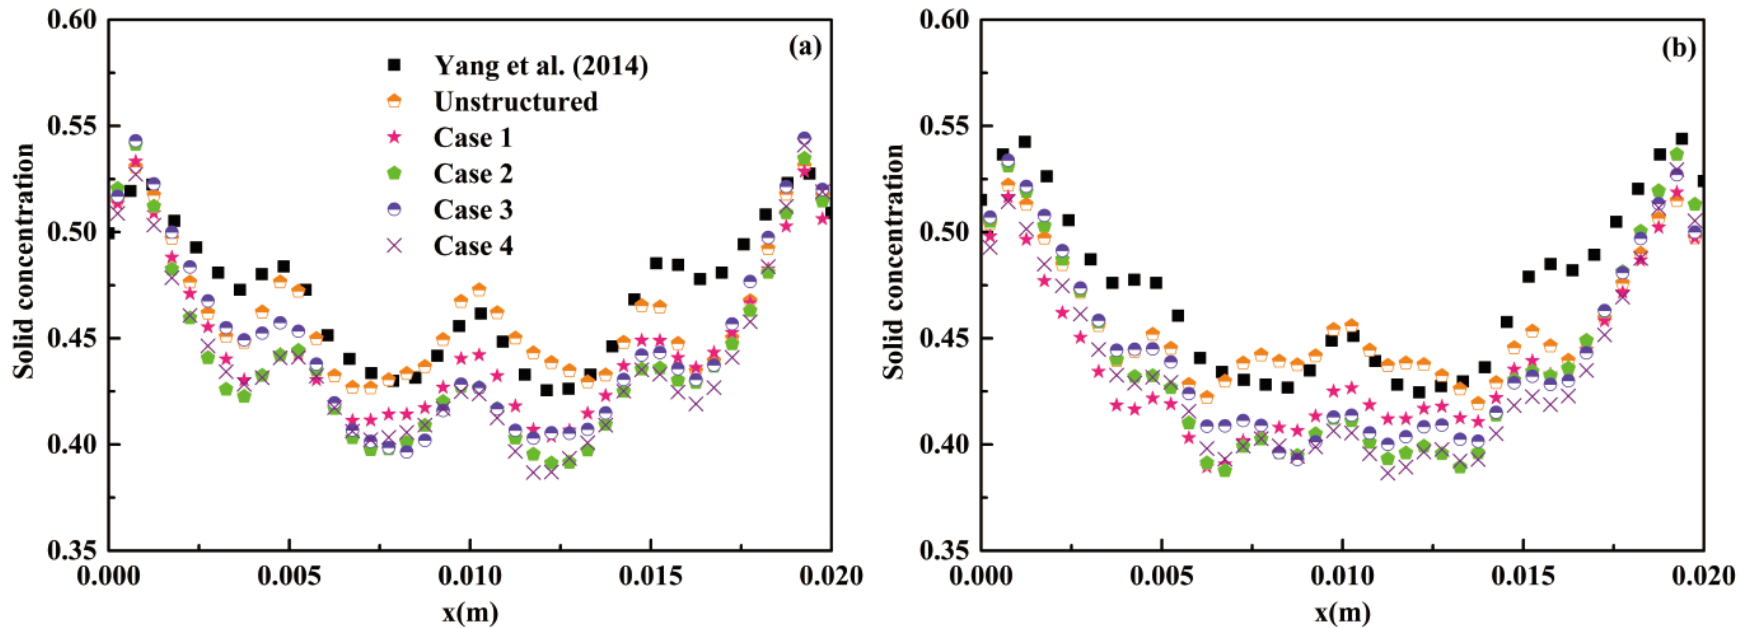 (a)
Yang et al. (2014)
Unstructured
Case 1
Case 2
Case 3
Case 4
Solid concentration
0.60
0.55
0.50
0.45
0.40
0.35
0.000 0.005 0.010 0.015 0.020
x(m)
(b)
Solid concentration
0.60
0.55
0.50
0.45
0.40
0.35
0.000 0.005 0.010 0.015 0.020
x(m)